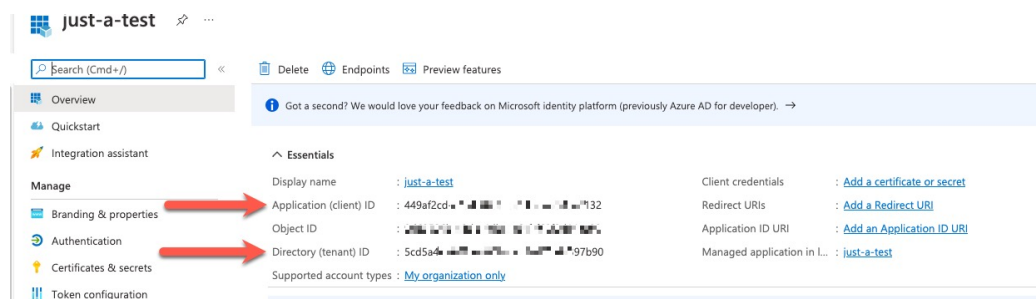 just-a-test
Search (Cmd+/)
Delete
Endpoints
Preview features
Overview
Got a second? We would love your feedback on Microsoft identity platform (previously Azure AD for developer). →
Quickstart
Integration assistant
Essentials
Manage
Display name : just-a-test
Client credentials : Add a certificate or secret
Application (client) ID : 449af2cd- 132
Redirect URIs : Add a Redirect URI
Branding & properties
Object ID :
Application ID URI : Add an Application ID URI
Authentication
Directory (tenant) ID : 5cd5a4 -97b90
Managed application in l... : just-a-test
Certificates & secrets
Supported account types : My organization only
Token configuration